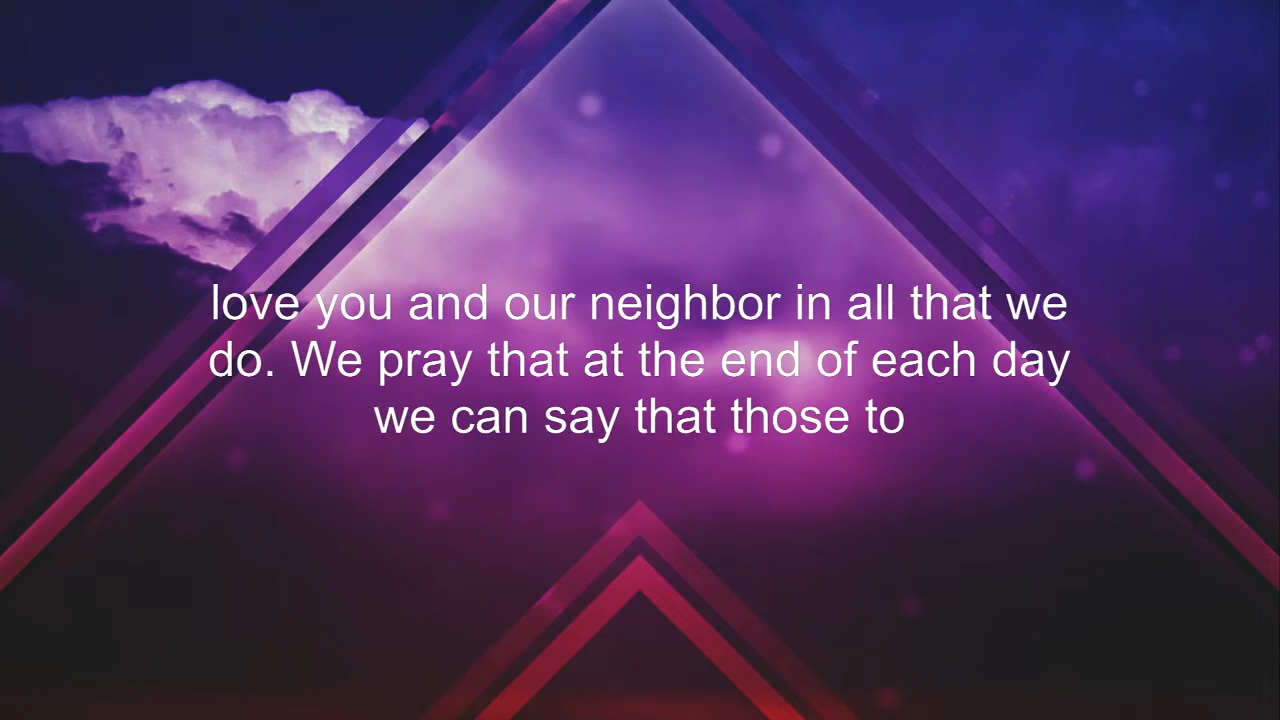 love you and our neighbor in all that we
do. We pray that at the end of each day
we can say that those to